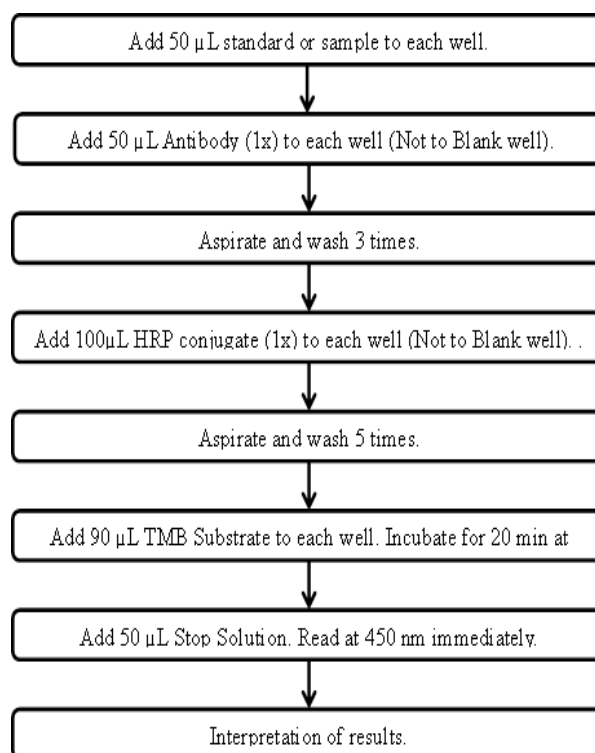 Add 50 µL standard or sample to each well.
Add 50 µL Antibody (1x) to each well (Not to Blank well).
Aspirate and wash 3 times.
Add 100µL HRP conjugate (1x) to each well (Not to Blank well). .
Aspirate and wash 5 times.
Add 90 µL TMB Substrate to each well. Incubate for 20 min at
Add 50 µL Stop Solution. Read at 450 nm immediately.
Interpretation of results.